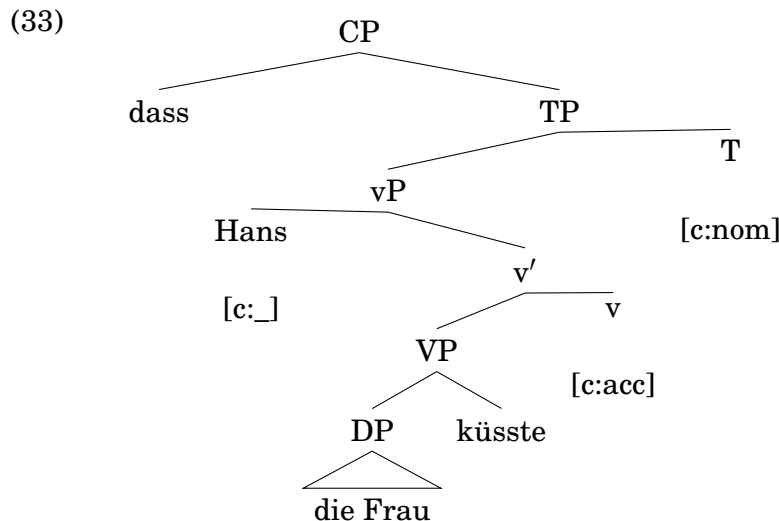 (33)
CP
dass TP
T
vP
Hans [c:nom]
v′
[c:_] v
VP
[c:acc]
DP küsste
die Frau